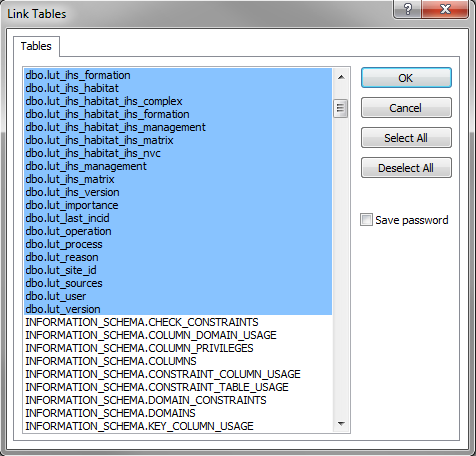 Link Tables
Tables
dbo.lut_ihs_formation
dbo.lut_ihs_habitat
dbo.lut_ihs_habitat_ihs_complex
dbo.lut_ihs_habitat_ihs_formation
dbo.lut_ihs_habitat_ihs_management
dbo.lut_ihs_habitat_ihs_matrix
dbo.lut_ihs_habitat_ihs_nvc
dbo.lut_ihs_management
dbo.lut_ihs_matrix
dbo.lut_ihs_version
dbo.lut_importance
dbo.lut_last_incid
dbo.lut_operation
dbo.lut_process
dbo.lut_reason
dbo.lut_site_id
dbo.lut_sources
dbo.lut_user
dbo.lut_version
INFORMATION_SCHEMA.CHECK_CONSTRAINTS
INFORMATION_SCHEMA.COLUMN_DOMAIN_USAGE
INFORMATION_SCHEMA.COLUMN_PRIVILEGES
INFORMATION_SCHEMA.COLUMNS
INFORMATION_SCHEMA.CONSTRAINT_COLUMN_USAGE
INFORMATION_SCHEMA.CONSTRAINT_TABLE_USAGE
INFORMATION_SCHEMA.DOMAIN_CONSTRAINTS
INFORMATION_SCHEMA.DOMAINS
INFORMATION_SCHEMA.KEY_COLUMN_USAGE
OK
Cancel
Select All
Deselect All
Save password